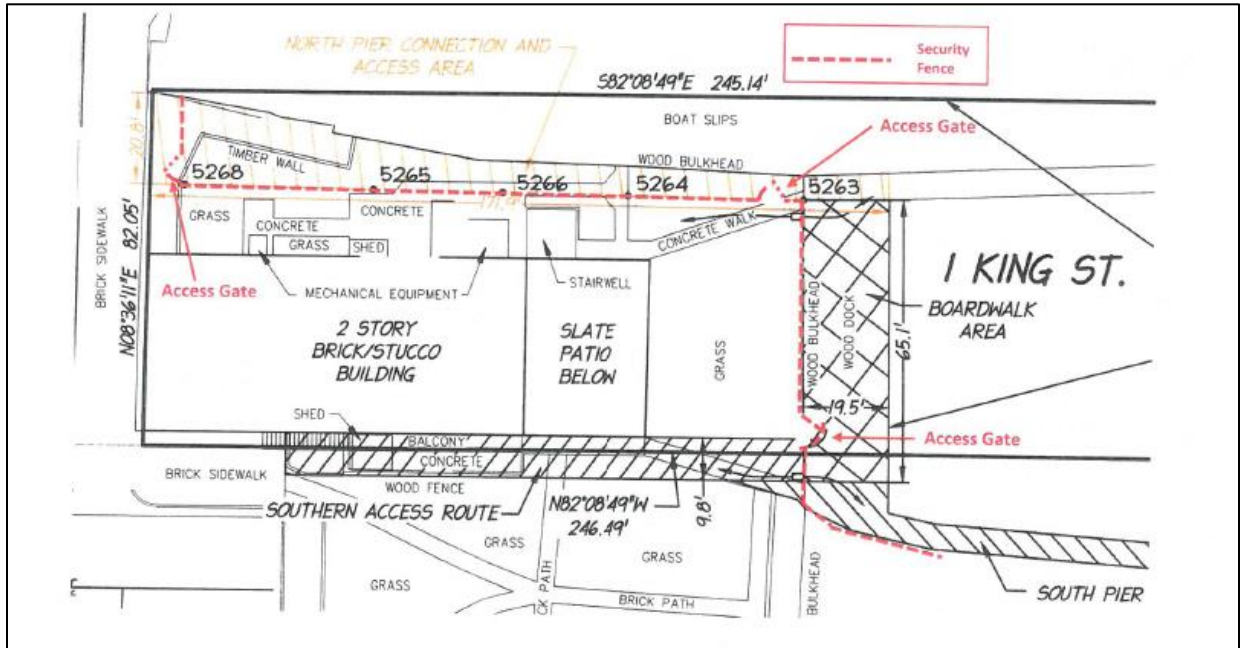 NORTH PIER CONNECTION AND
ACCESS AREA
Security
Fence
S82°08'49"E 245.14'
BOAT SLIPS
Access Gate
20.8'
TIMBER WALL
WOOD BULKHEAD
5268
5265
5266
5264
5263
GRASS
CONCRETE
CONCRETE
GRASS
SHED
CONCRETE WALK
STAIRWELL
MECHANICAL EQUIPMENT
Access Gate
BRICK SIDEWALK
N08°36'11"E 82.05'
1 KING ST.
BOARDWALK
AREA
2 STORY
BRICK/STUCCO
BUILDING
SLATE
PATIO
BELOW
GRASS
WOOD BULKHEAD
WOOD DOCK
65.1'
19.5'
SHED
BALCONY
CONCRETE
Access Gate
BRICK SIDEWALK
WOOD FENCE
SOUTHERN ACCESS ROUTE
N82°08'49"W
246.49'
9.8'
GRASS
GRASS
GRASS
CK PATH
BRICK PATH
BULKHEAD
SOUTH PIER